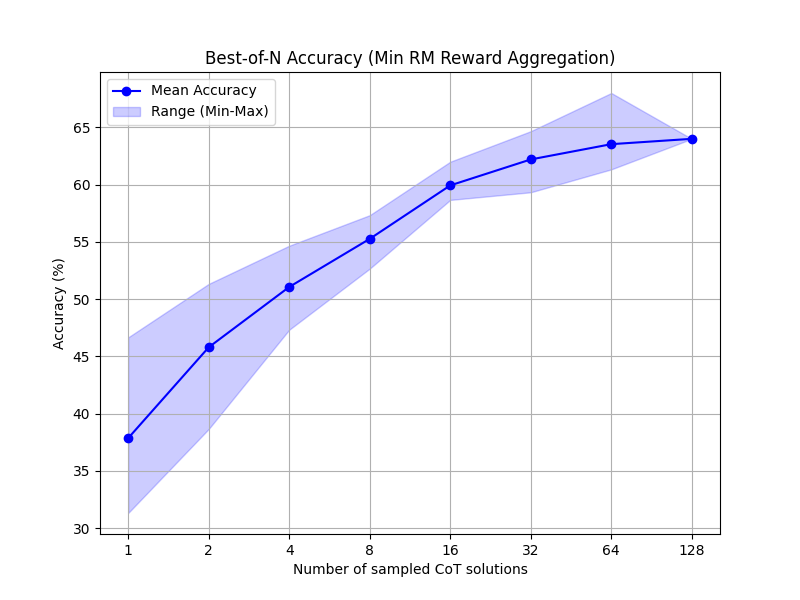 Best-of-N Accuracy (Min RM Reward Aggregation)
Mean Accuracy
Range (Min-Max)
Accuracy (%)
65
60
55
50
45
40
35
30
1 2 4 8 16 32 64 128
Number of sampled CoT solutions